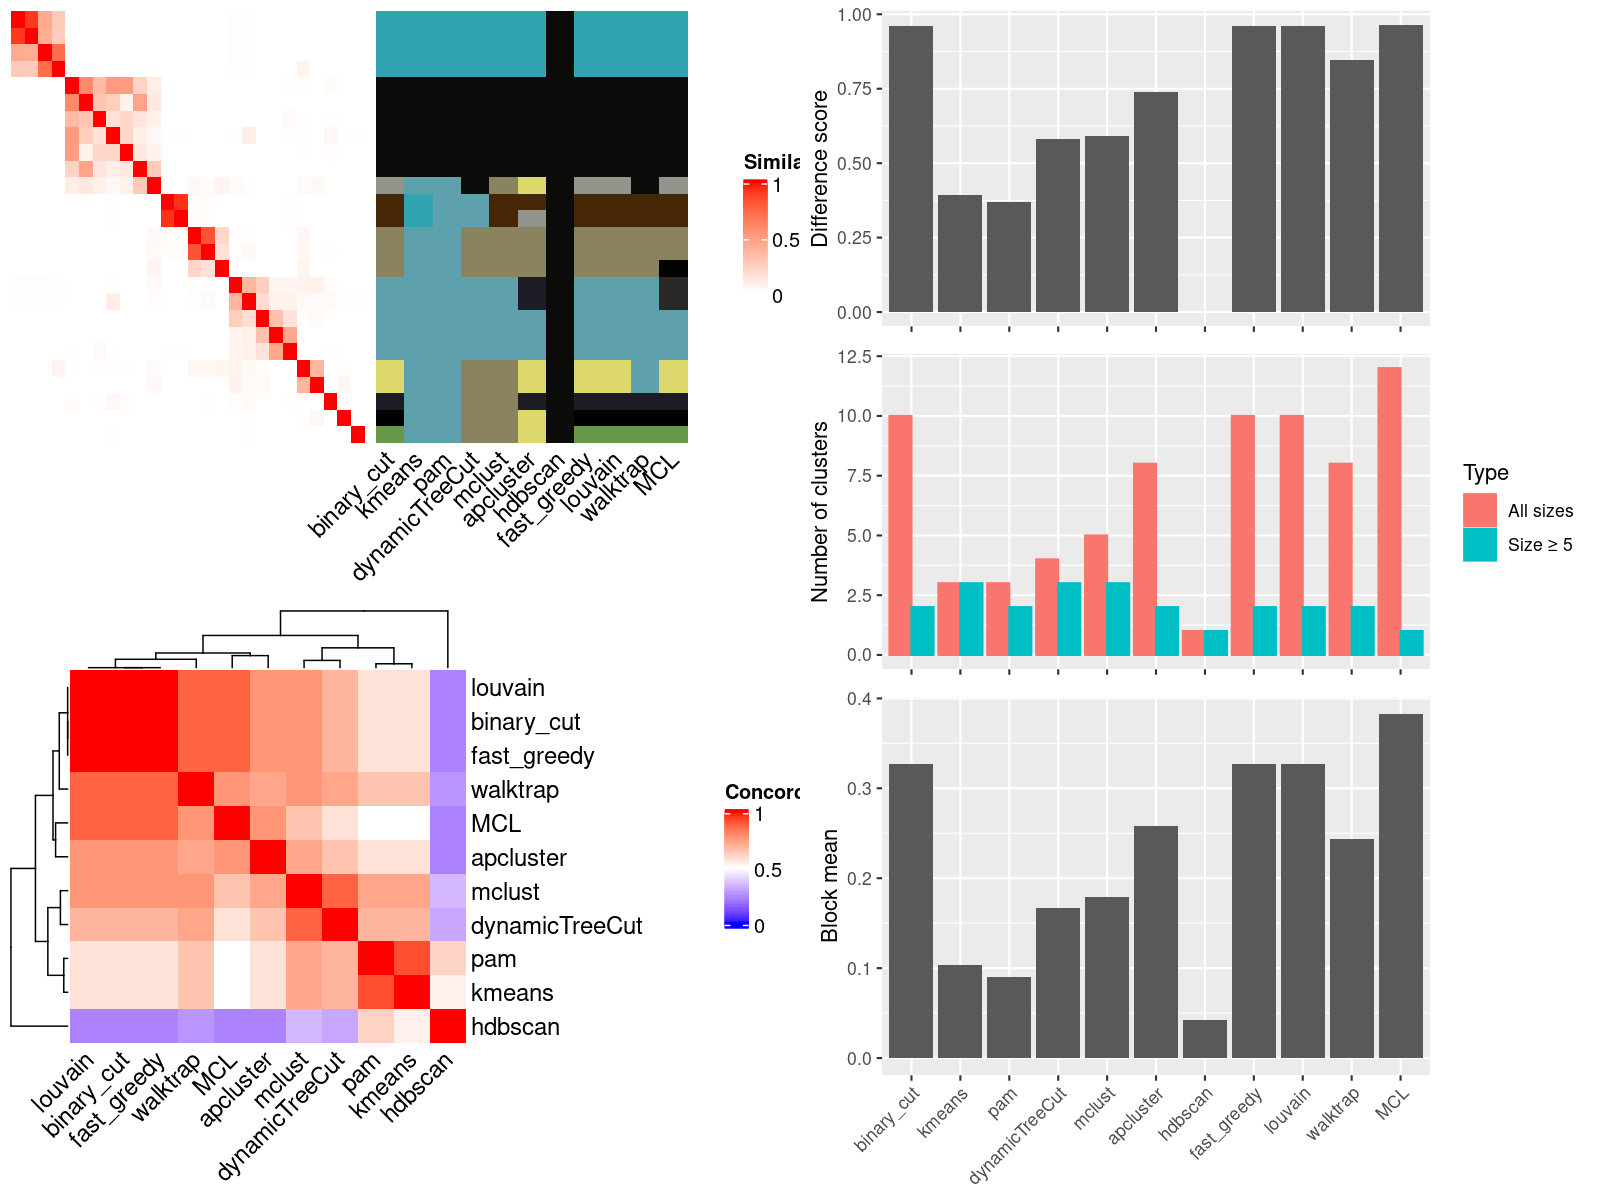 Simila
1
0.5
0
binary_cut
kmeans
pam
dynamicTreeCut
mclust
apcluster
hdbscan
fast_greedy
louvain
walktrap
MCL
louvain
binary_cut
fast_greedy
walktrap
MCL
apcluster
mclust
dynamicTreeCut
pam
kmeans
hdbscan
louvain
binary_cut
fast_greedy
walktrap
MCL
apcluster
mclust
dynamicTreeCut
pam
kmeans
hdbscan
Concord
1
0.5
0
Difference score
1.00
0.75
0.50
0.25
0.00
Number of clusters
12.5
10.0
7.5
5.0
2.5
0.0
Type
All sizes
Size ≥ 5
Block mean
0.4
0.3
0.2
0.1
0.0
binary_cut
kmeans
pam
dynamicTreeCut
mclust
apcluster
hdbscan
fast_greedy
louvain
walktrap
MCL